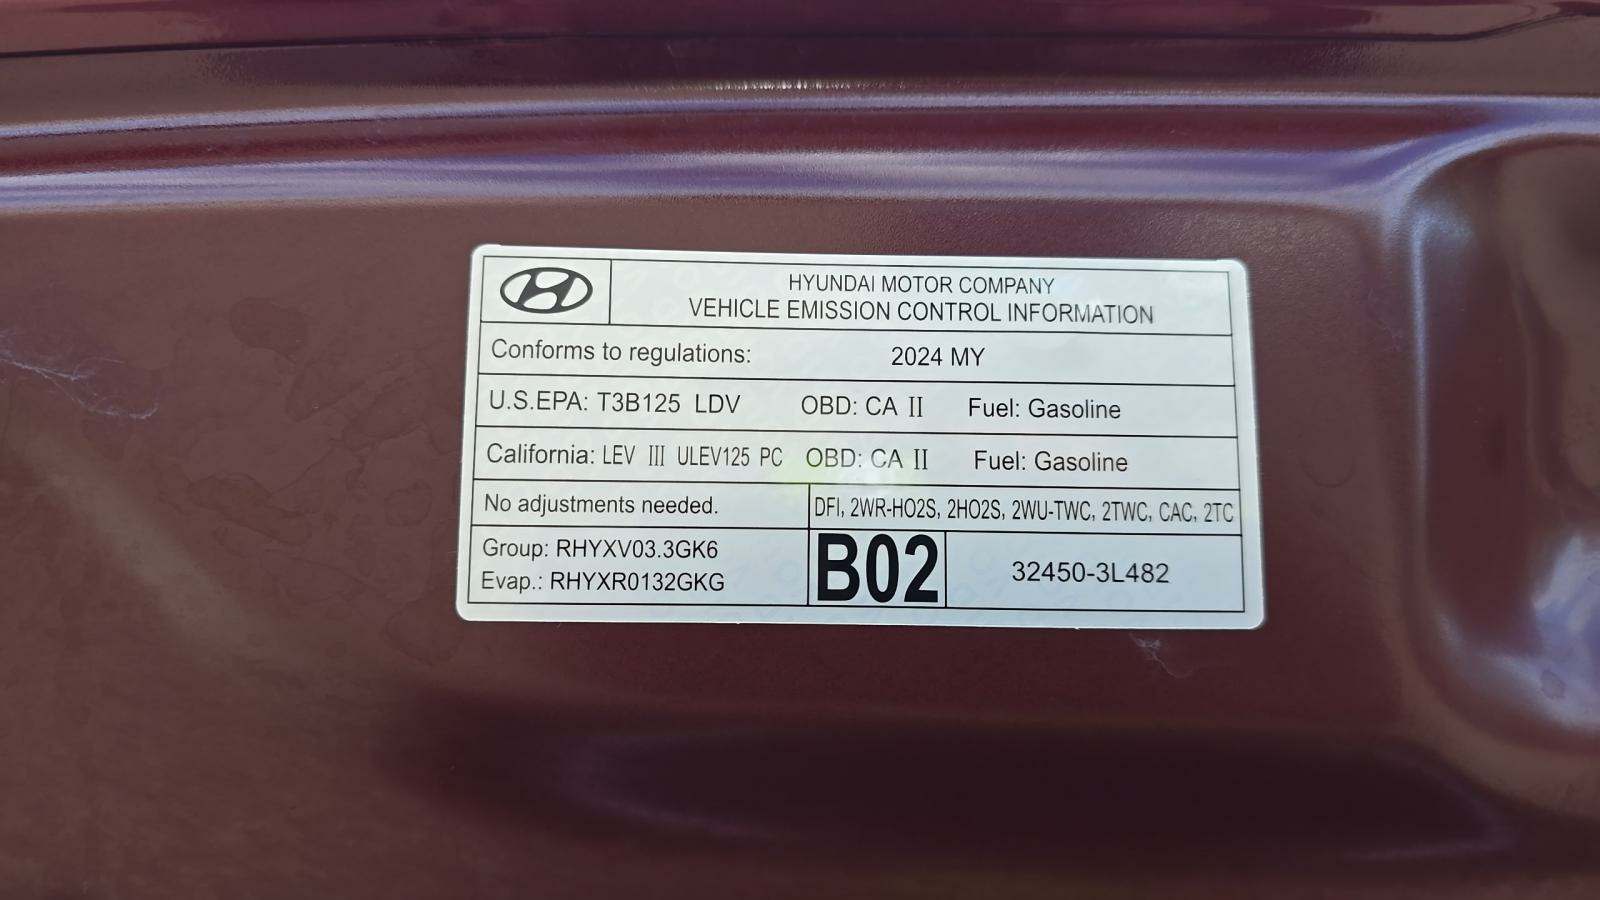 HYUNDAI MOTOR COMPANY
VEHICLE EMISSION CONTROL INFORMATION
Conforms to regulations: 2024 MY
U.S.EPA: T3B125 LDV OBD: CA II Fuel: Gasoline
California: LEV III ULEV125 PC OBD: CA II Fuel: Gasoline
No adjustments needed. DFI, 2WR-HO2S, 2HO2S, 2WU-TWC, 2TWC, CAC, 2TC
Group: RHYXV03.3GK6
Evap.: RHYXR0132GKG
B02 32450-3L482